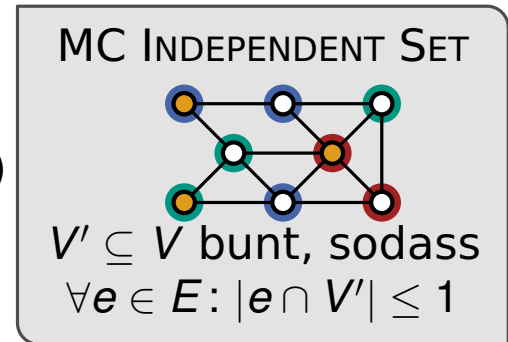 MC INDEPENDENT SET
V′ ⊆ V bunt, sodass
∀e ∈ E: |e ∩ V′| ≤ 1